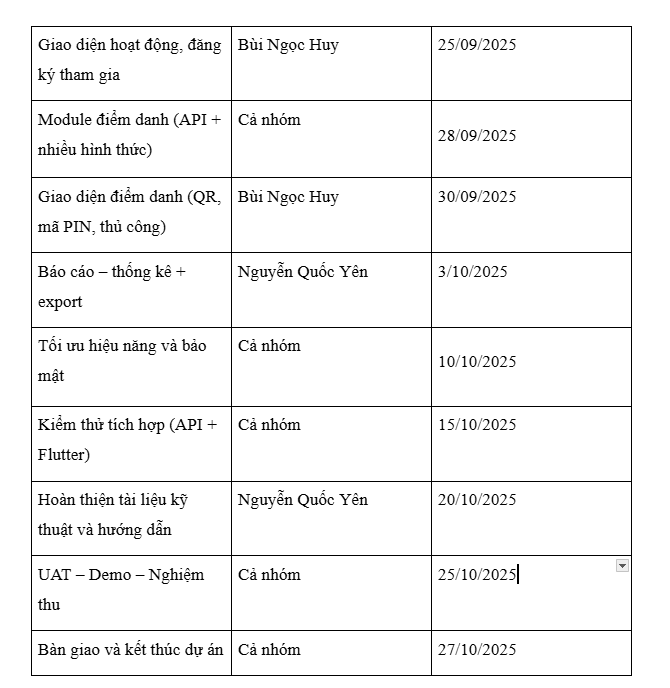 Giao diện hoạt động, đăng ký tham gia Bùi Ngọc Huy 25/09/2025
Module điểm danh (API + nhiều hình thức) Cả nhóm 28/09/2025
Giao diện điểm danh (QR, mã PIN, thủ công) Bùi Ngọc Huy 30/09/2025
Báo cáo – thống kê + export Nguyễn Quốc Yên 3/10/2025
Tối ưu hiệu năng và bảo mật Cả nhóm 10/10/2025
Kiểm thử tích hợp (API + Flutter) Cả nhóm 15/10/2025
Hoàn thiện tài liệu kỹ thuật và hướng dẫn Nguyễn Quốc Yên 20/10/2025
UAT – Demo – Nghiệm thu Cả nhóm 25/10/2025
Bàn giao và kết thúc dự án Cả nhóm 27/10/2025